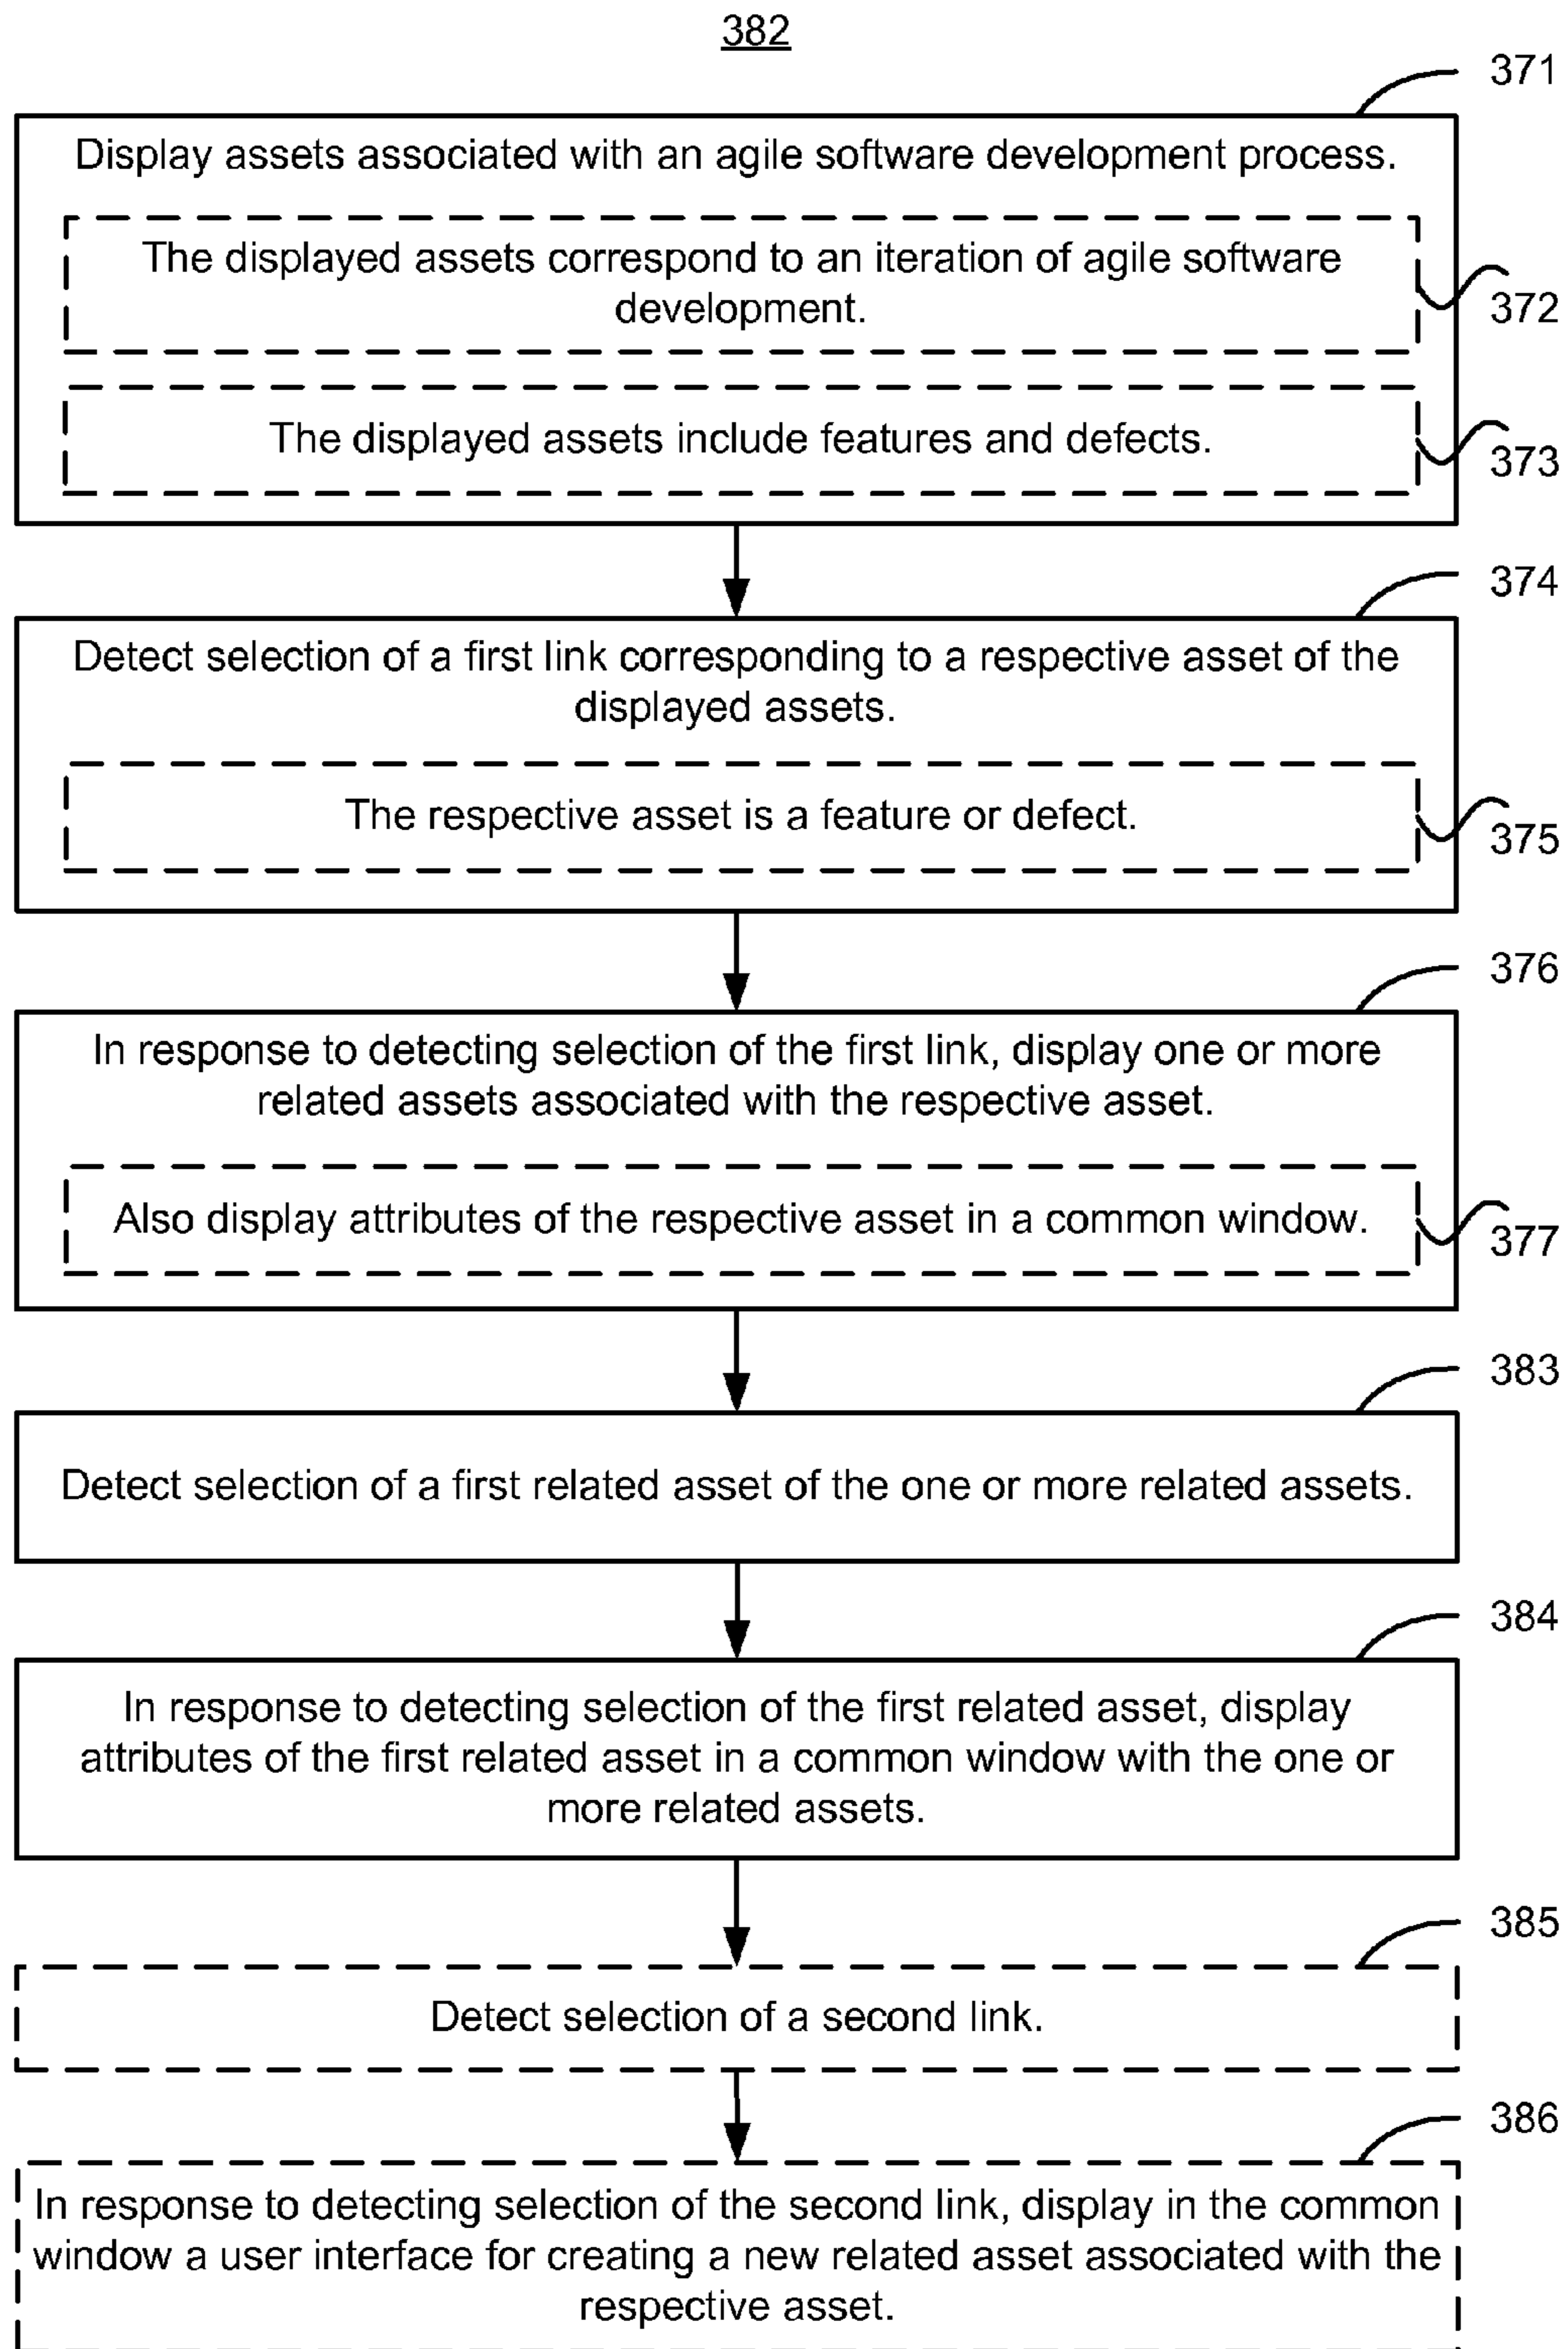 382
371
Display assets associated with an agile software development process.
The displayed assets correspond to an iteration of agile software
development.
372
The displayed assets include features and defects.
373
374
Detect selection of a first link corresponding to a respective asset of the
displayed assets.
The respective asset is a feature or defect.
375
376
In response to detecting selection of the first link, display one or more
related assets associated with the respective asset.
Also display attributes of the respective asset in a common window.
377
383
Detect selection of a first related asset of the one or more related assets.
384
In response to detecting selection of the first related asset, display
attributes of the first related asset in a common window with the one or
more related assets.
385
Detect selection of a second link.
386
In response to detecting selection of the second link, display in the common
window a user interface for creating a new related asset associated with the
respective asset.